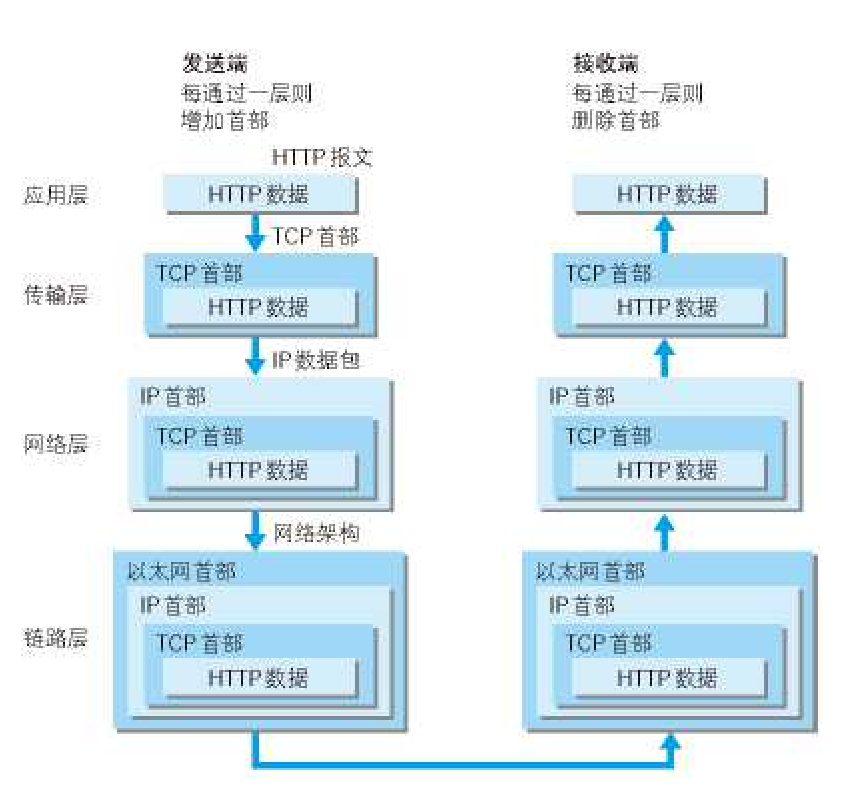 发送端
每通过一层则
增加首部
接收端
每通过一层则
删除首部
HTTP 报文
应用层
HTTP 数据
HTTP 数据
TCP 首部
传输层
TCP 首部
HTTP 数据
TCP 首部
HTTP 数据
IP 数据包
网络层
IP 首部
TCP 首部
HTTP 数据
IP 首部
TCP 首部
HTTP 数据
网络架构
链路层
以太网首部
IP 首部
TCP 首部
HTTP 数据
以太网首部
IP 首部
TCP 首部
HTTP 数据